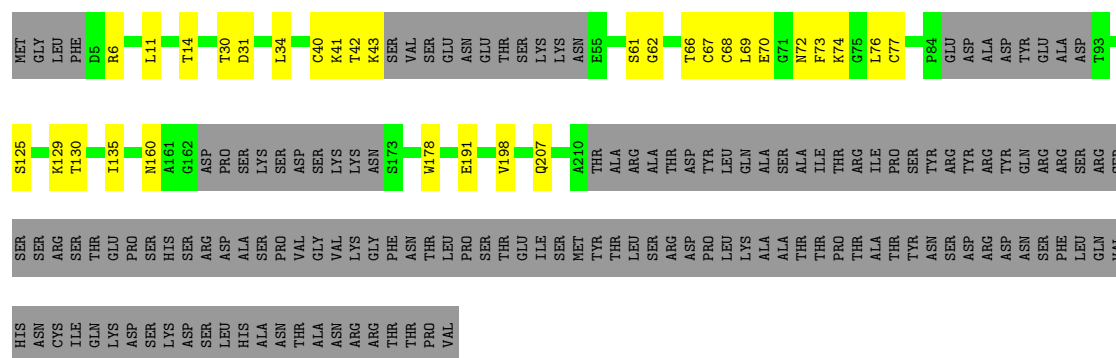 MET GLY LEU PHE D5 R6 L11 T14 T30 D31 L34 C40 K41 T42 K43 SER VAL SER GLU ASN GLU THR SER LYS LYS ASN E55 S61 G62 T66 C67 C68 L69 E70 G71 N72 F73 K74 G75 L76 C77 P84 GLU ASP ALA ASP TYR GLU ALA ASP T93
S125 K129 T130 I135 N160 A161 G162 ASP PRO SER LYS SER ASP SER LYS LYS ASN S173 W178 E191 V198 Q207 A210 THR ALA ARG ALA THR ASP TYR LEU GLN ALA SER ALA ILE THR ARG ILE PRO SER TYR ARG TYR ARG TYR GLN ARG ARG SER ARG SER
SER SER ARG SER THR GLU PRO SER HIS SER ARG ASP ALA SER PRO VAL GLY VAL LYS GLY PHE ASN THR LEU PRO SER THR GLU ILE SER MET TYR THR LEU SER ARG ASP PRO LEU LYS ALA ALA THR THR PRO THR ALA THR TYR ASN SER ASP ARG ASP ASN SER PHE LEU GLN VAL
HIS ASN CYS ILE GLN LYS ASP SER LYS ASP SER LEU HIS ALA ASN THR ALA ASN ARG ARG THR THR PRO VAL